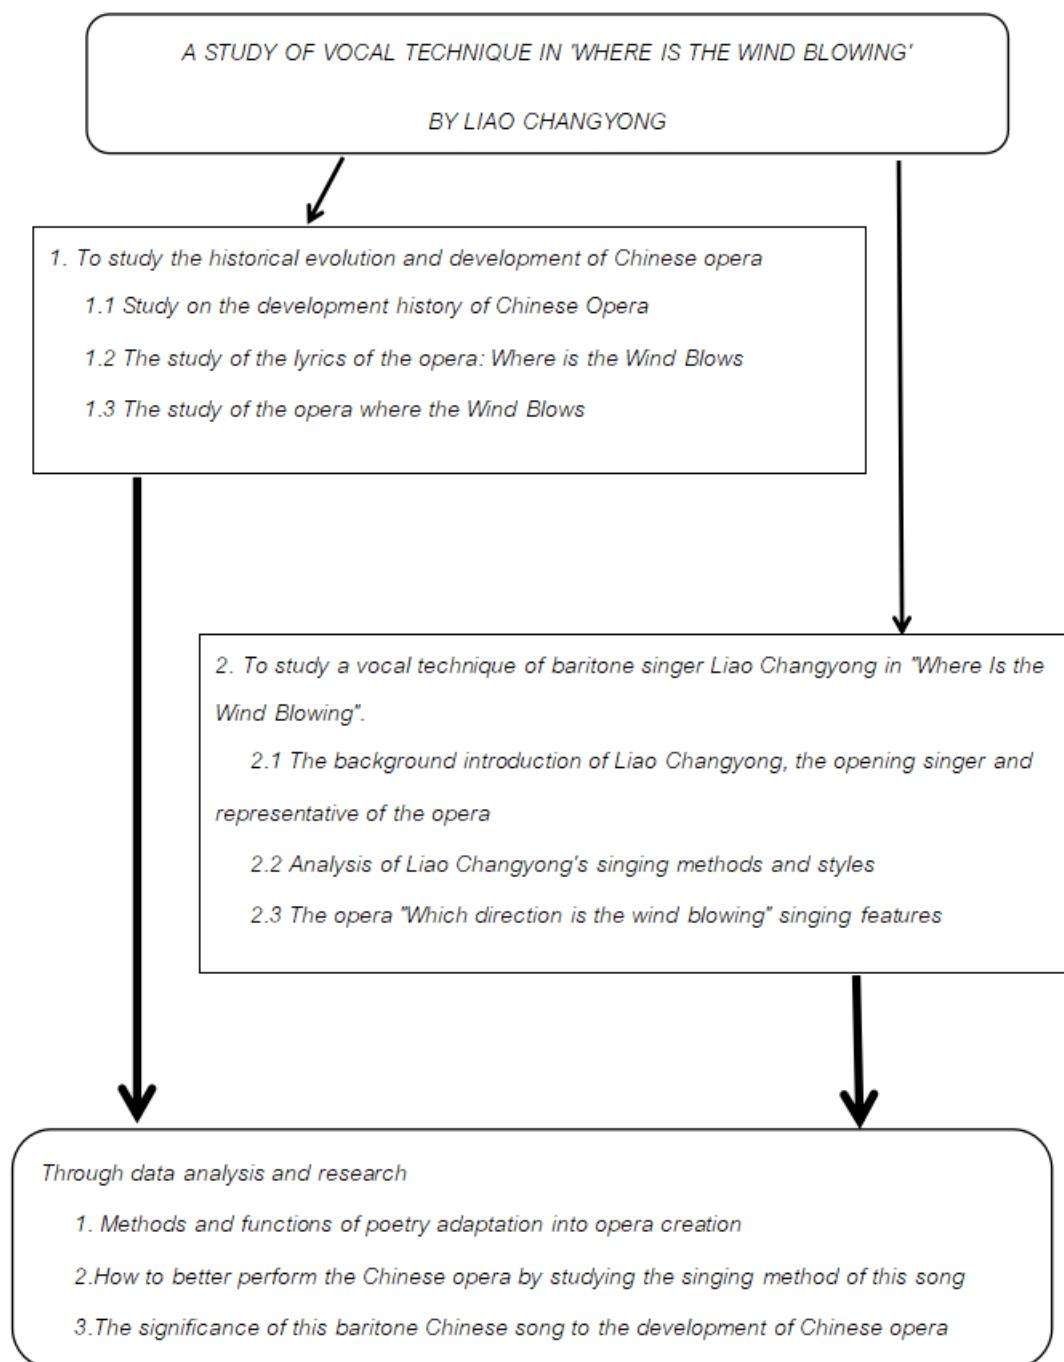 A STUDY OF VOCAL TECHNIQUE IN 'WHERE IS THE WIND BLOWING'
BY LIAO CHANGYONG
1. To study the historical evolution and development of Chinese opera
1.1 Study on the development history of Chinese Opera
1.2 The study of the lyrics of the opera: Where is the Wind Blows
1.3 The study of the opera where the Wind Blows
2. To study a vocal technique of baritone singer Liao Changyong in "Where Is the
Wind Blowing".
2.1 The background introduction of Liao Changyong, the opening singer and
representative of the opera
2.2 Analysis of Liao Changyong's singing methods and styles
2.3 The opera "Which direction is the wind blowing" singing features
Through data analysis and research
1. Methods and functions of poetry adaptation into opera creation
2.How to better perform the Chinese opera by studying the singing method of this song
3.The significance of this baritone Chinese song to the development of Chinese opera